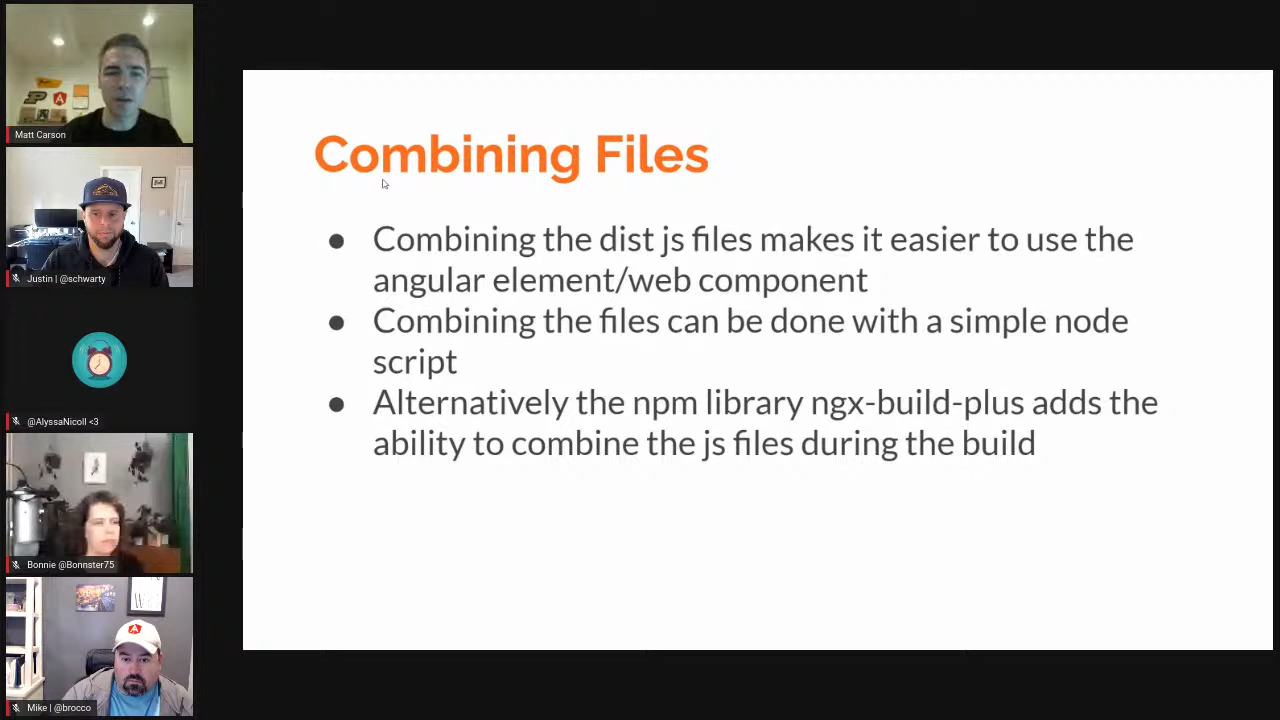 Matt Carson
Justin | @schwarty
@AlyssaNicoll <3
Bonnie @Bonnster75
Mike | @brocco
Combining Files
● Combining the dist js files makes it easier to use the
angular element/web component
● Combining the files can be done with a simple node
script
● Alternatively the npm library ngx-build-plus adds the
ability to combine the js files during the build